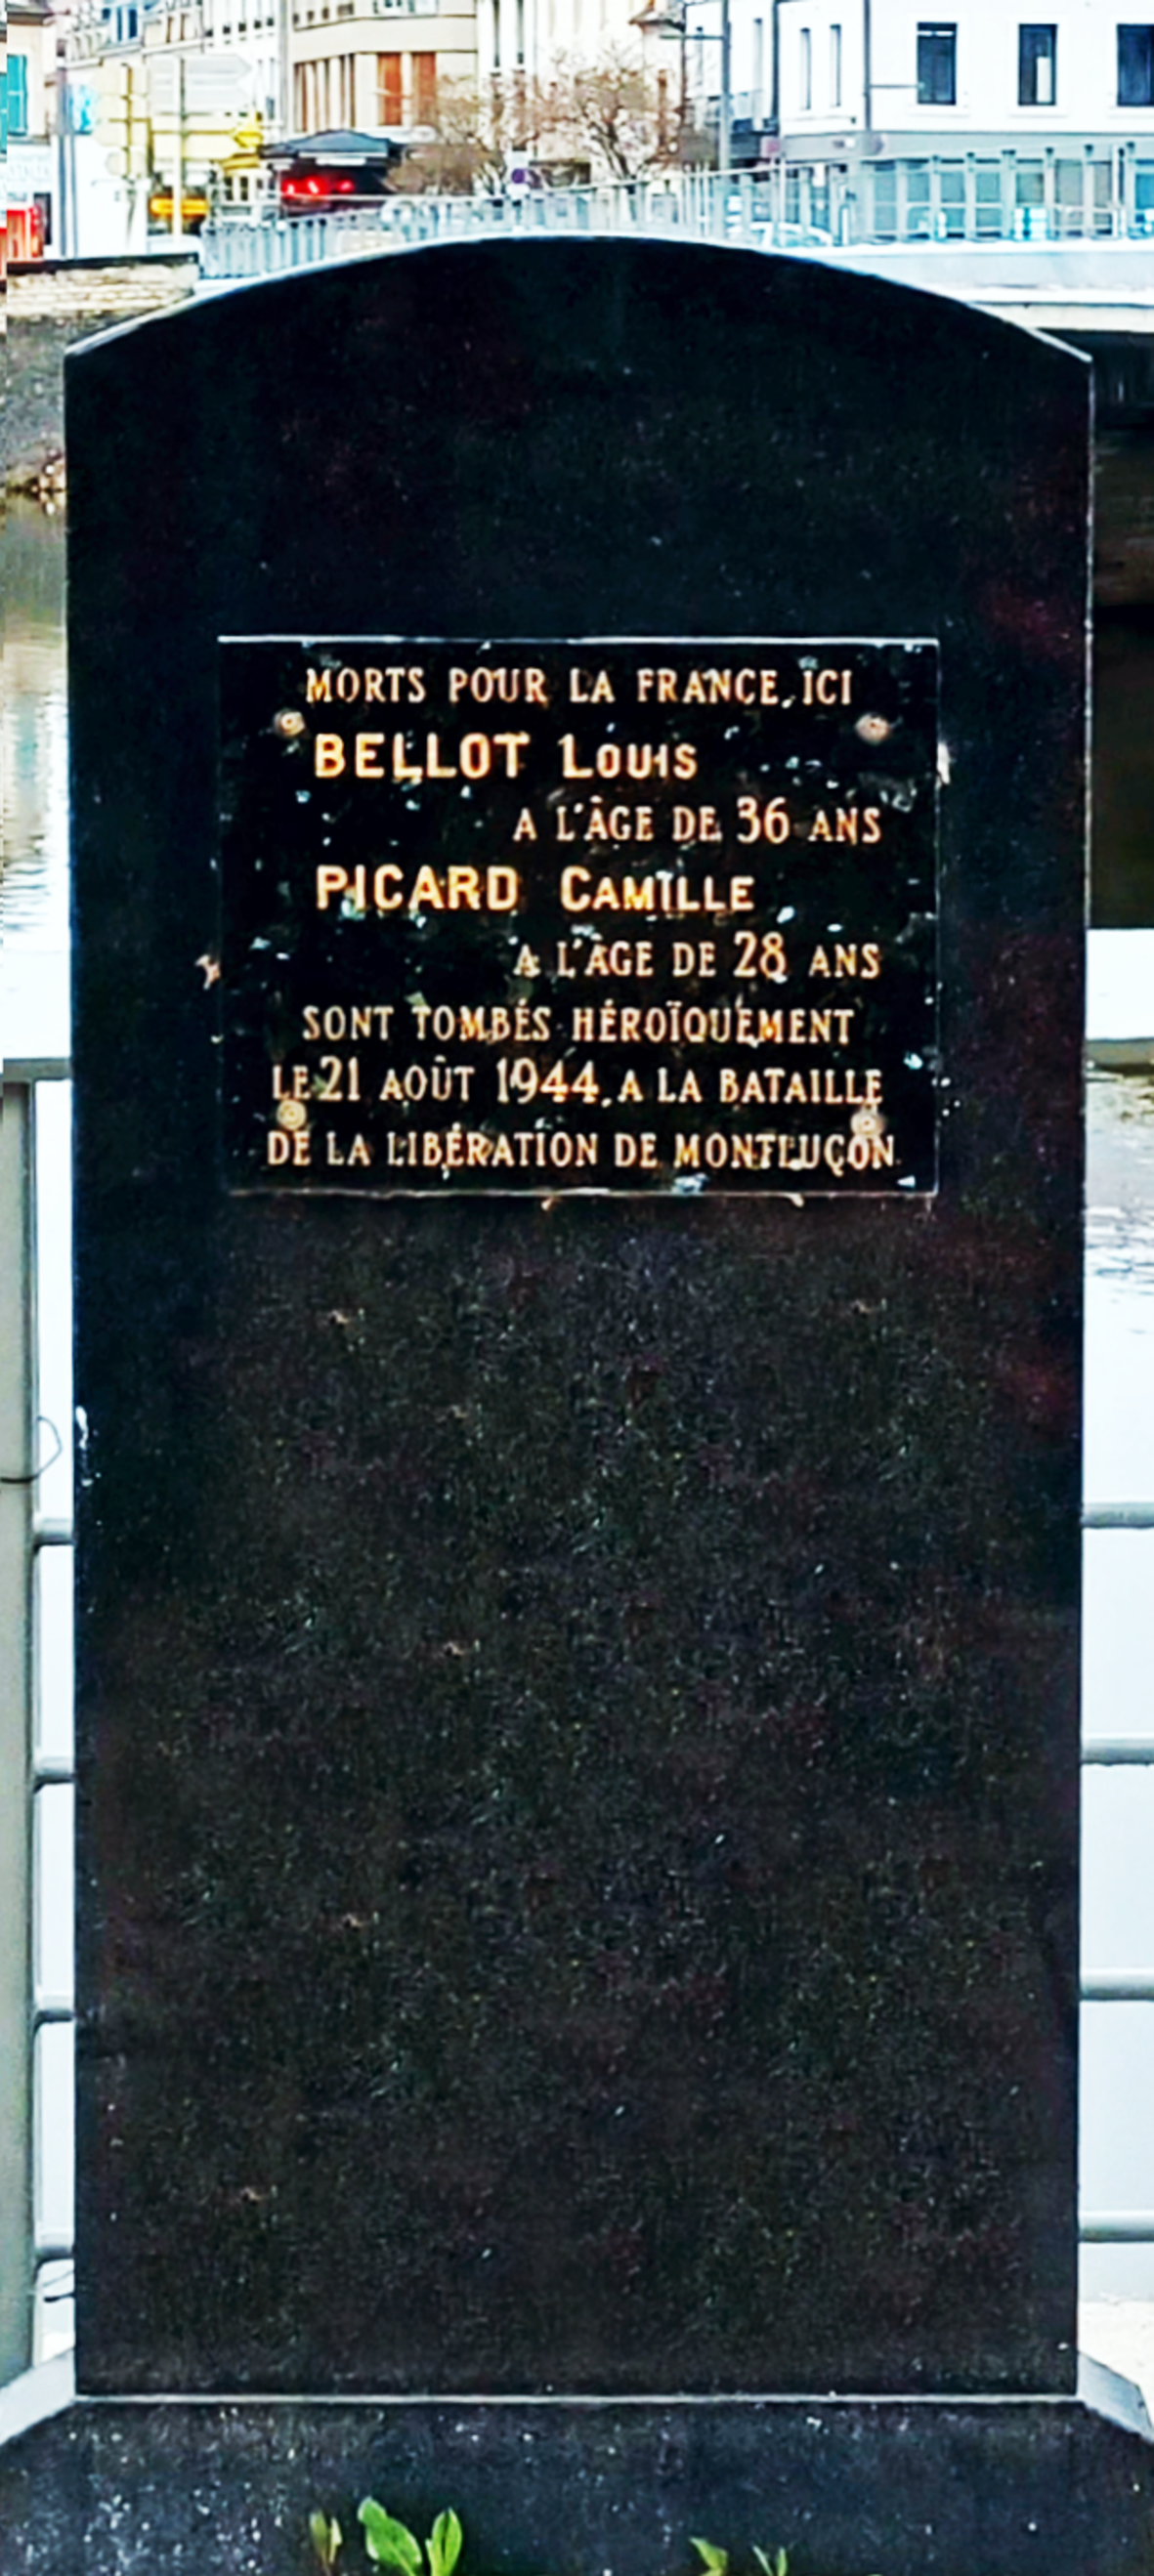 MORTS POUR LA FRANCE, ICI
BELLOT LOUIS
A L'ÂGE DE 36 ANS
PICARD CAMILLE
A L'ÂGE DE 28 ANS
SONT TOMBÉS HÉROÏQUEMENT
LE 21 AOÛT 1944, A LA BATAILLE
DE LA LIBÉRATION DE MONTLUÇON